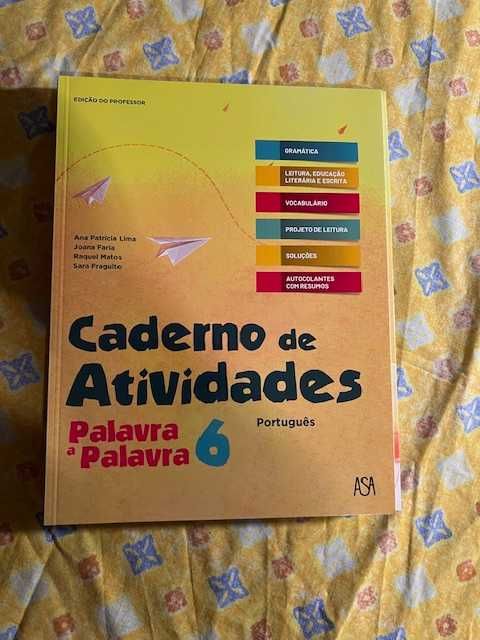 EDIÇÃO DO PROFESSOR
GRAMÁTICA
LEITURA, EDUCAÇÃO
LITERÁRIA E ESCRITA
VOCABULÁRIO
PROJETO DE LEITURA
SOLUÇÕES
AUTOCOLANTES
COM RESUMOS
Ana Patrícia Lima
Joana Faria
Raquel Matos
Sara Fraguito
Caderno de
Atividades
Palavra
a Palavra 6
Português
ASA